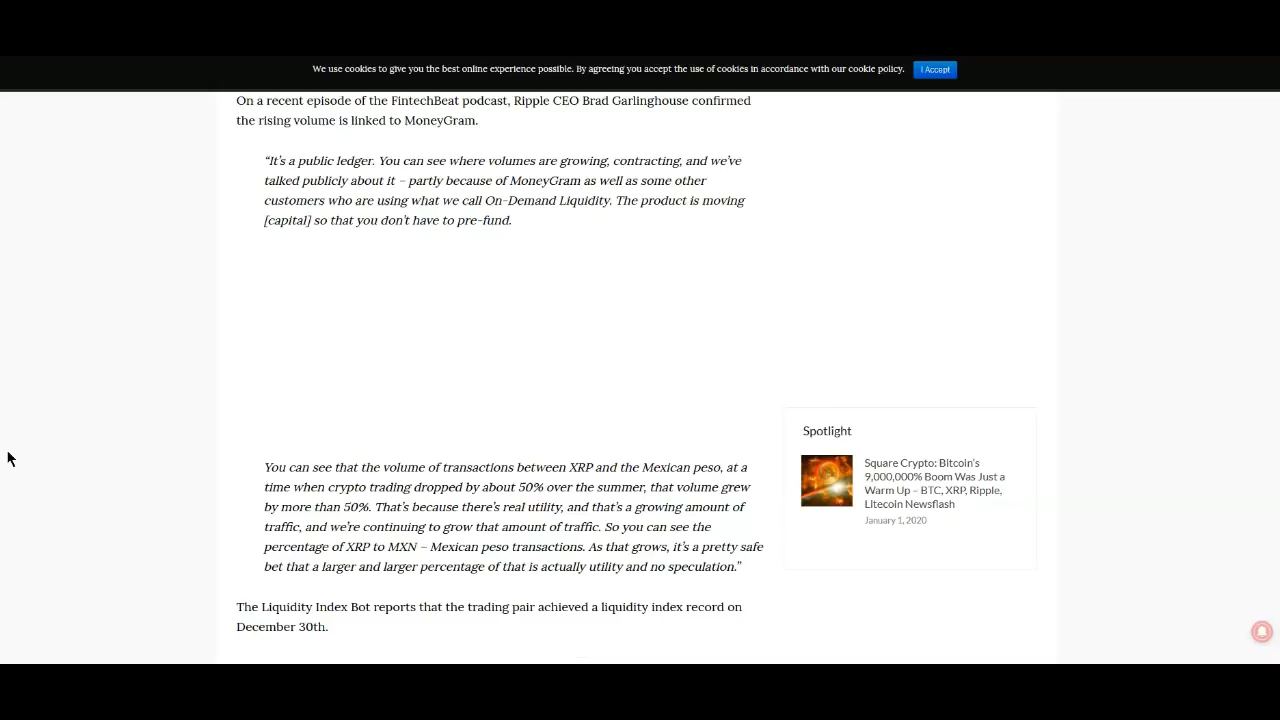 We use cookies to give you the best online experience possible. By agreeing you accept the use of cookies in accordance with our cookie policy.
I Accept
On a recent episode of the FintechBeat podcast, Ripple CEO Brad Garlinghouse confirmed
the rising volume is linked to MoneyGram.
“It’s a public ledger. You can see where volumes are growing, contracting, and we’ve
talked publicly about it – partly because of MoneyGram as well as some other
customers who are using what we call On-Demand Liquidity. The product is moving
[capital] so that you don’t have to pre-fund.
You can see that the volume of transactions between XRP and the Mexican peso, at a
time when crypto trading dropped by about 50% over the summer, that volume grew
by more than 50%. That’s because there’s real utility, and that’s a growing amount of
traffic, and we’re continuing to grow that amount of traffic. So you can see the
percentage of XRP to MXN – Mexican peso transactions. As that grows, it’s a pretty safe
bet that a larger and larger percentage of that is actually utility and no speculation.”
The Liquidity Index Bot reports that the trading pair achieved a liquidity index record on
December 30th.
Spotlight
Square Crypto: Bitcoin’s
9,000,000% Boom Was Just a
Warm Up – BTC, XRP, Ripple,
Litecoin Newsflash
January 1, 2020